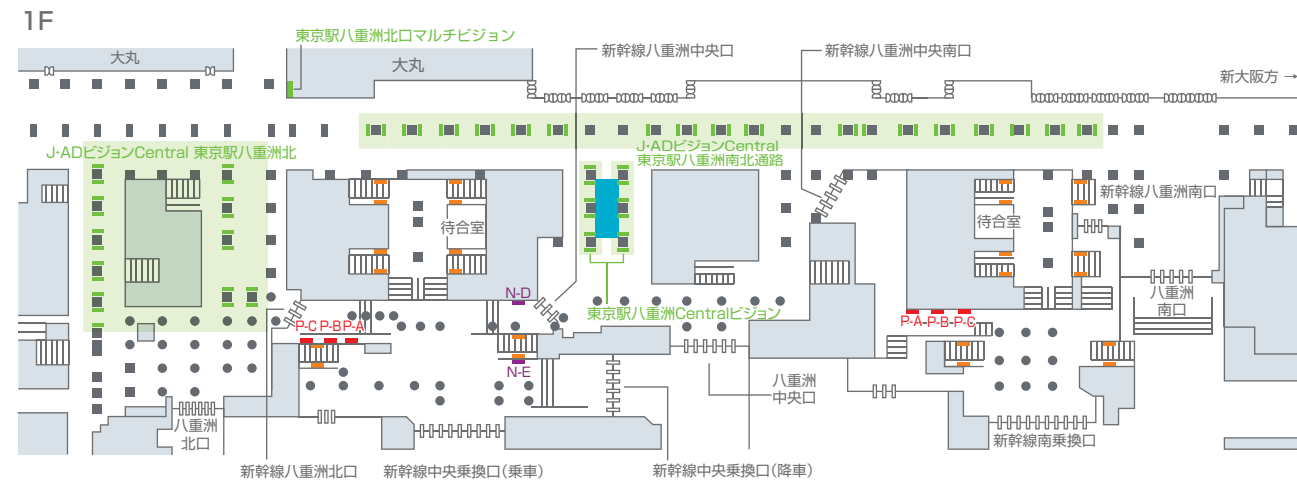 1F
東京駅八重洲北口マルチビジョン
大丸
大丸
新幹線八重洲中央口
新幹線八重洲中央南口
新大阪方 →
J・ADビジョンCentral 東京駅八重洲北
J・ADビジョンCentral
東京駅八重洲南北通路
新幹線八重洲南口
待合室
待合室
N-D
東京駅八重洲Centralビジョン
八重洲
南口
P-C P-B P-A
P-A P-B P-C
N-E
八重洲
中央口
八重洲
北口
新幹線南乗換口
新幹線八重洲北口
新幹線中央乗換口(乗車)
新幹線中央乗換口(降車)